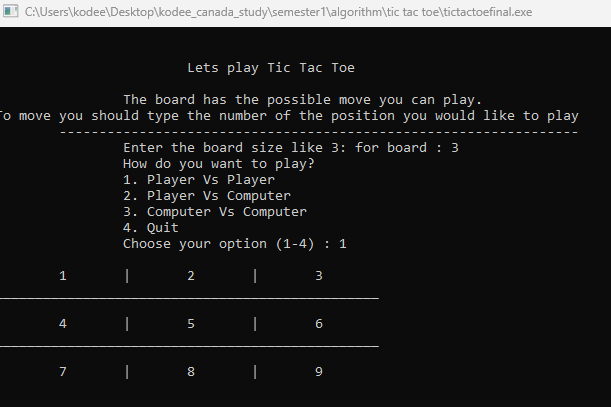 C:\Users\kodee\Desktop\kodee_canada_study\semester1\algorithm\tic tac toe\tictactoefinal.exe
Lets play Tic Tac Toe
The board has the possible move you can play.
To move you should type the number of the position you would like to play
-----------------------------------------------------------------
Enter the board size like 3: for board : 3
How do you want to play?
1. Player Vs Player
2. Player Vs Computer
3. Computer Vs Computer
4. Quit
Choose your option (1-4) : 1
1 | 2 | 3
4 | 5 | 6
7 | 8 | 9